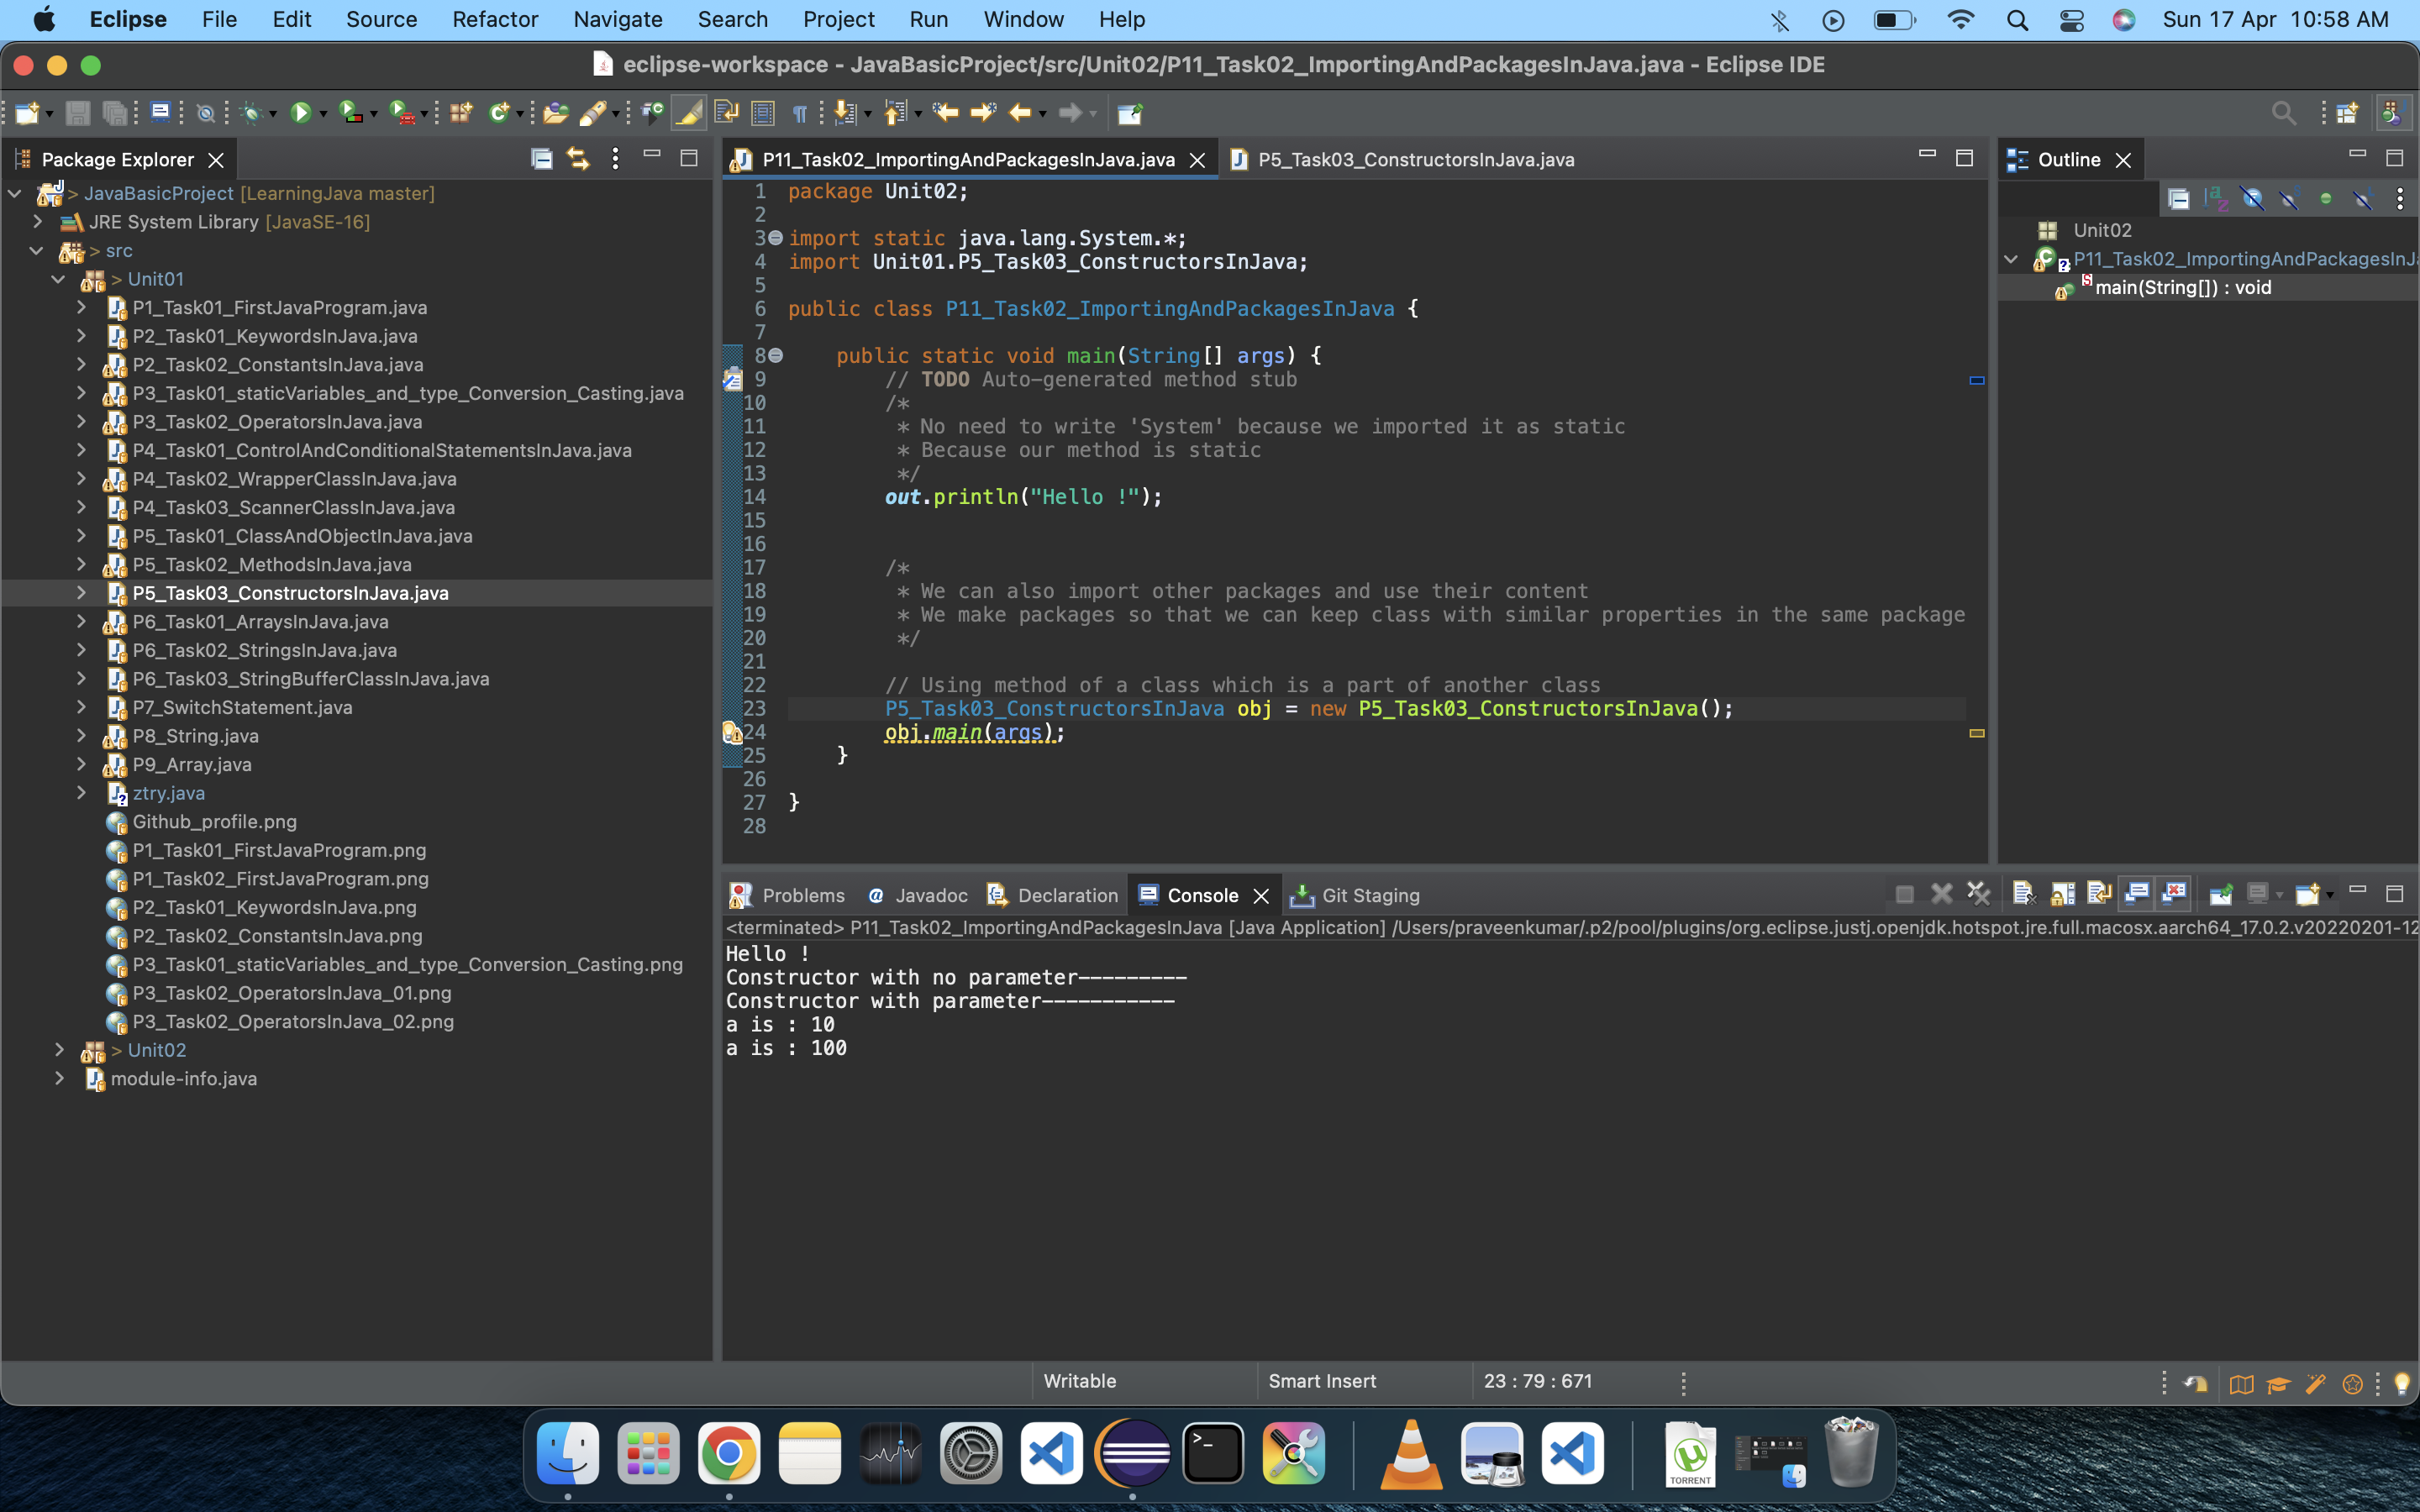 Eclipse File Edit Source Refactor Navigate Search Project Run Window Help Sun 17 Apr 10:58 AM
eclipse-workspace - JavaBasicProject/src/Unit02/P11_Task02_ImportingAndPackagesInJava.java - Eclipse IDE
Package Explorer
> JavaBasicProject [LearningJava master]
JRE System Library [JavaSE-16]
> src
> Unit01
P1_Task01_FirstJavaProgram.java
P2_Task01_KeywordsInJava.java
P2_Task02_ConstantsInJava.java
P3_Task01_staticVariables_and_type_Conversion_Casting.java
P3_Task02_OperatorsInJava.java
P4_Task01_ControlAndConditionalStatementsInJava.java
P4_Task02_WrapperClassInJava.java
P4_Task03_ScannerClassInJava.java
P5_Task01_ClassAndObjectInJava.java
P5_Task02_MethodsInJava.java
P5_Task03_ConstructorsInJava.java
P6_Task01_ArraysInJava.java
P6_Task02_StringsInJava.java
P6_Task03_StringBufferClassInJava.java
P7_SwitchStatement.java
P8_String.java
P9_Array.java
ztry.java
Github_profile.png
P1_Task01_FirstJavaProgram.png
P1_Task02_FirstJavaProgram.png
P2_Task01_KeywordsInJava.png
P2_Task02_ConstantsInJava.png
P3_Task01_staticVariables_and_type_Conversion_Casting.png
P3_Task02_OperatorsInJava_01.png
P3_Task02_OperatorsInJava_02.png
> Unit02
module-info.java
P11_Task02_ImportingAndPackagesInJava.java P5_Task03_ConstructorsInJava.java
1 package Unit02;
2
3 import static java.lang.System.*;
4 import Unit01.P5_Task03_ConstructorsInJava;
5
6 public class P11_Task02_ImportingAndPackagesInJava {
7
8 public static void main(String[] args) {
9 // TODO Auto-generated method stub
10 /*
11 * No need to write 'System' because we imported it as static
12 * Because our method is static
13 */
14 out.println("Hello !");
15
16
17 /*
18 * We can also import other packages and use their content
19 * We make packages so that we can keep class with similar properties in the same package
20 */
21
22 // Using method of a class which is a part of another class
23 P5_Task03_ConstructorsInJava obj = new P5_Task03_ConstructorsInJava();
24 obj.main(args);
25 }
26
27 }
28
Outline
Unit02
P11_Task02_ImportingAndPackagesInJ
main(String[]) : void
Problems Javadoc Declaration Console Git Staging
<terminated> P11_Task02_ImportingAndPackagesInJava [Java Application] /Users/praveenkumar/.p2/pool/plugins/org.eclipse.justj.openjdk.hotspot.jre.full.macosx.aarch64_17.0.2.v20220201-12
Hello !
Constructor with no parameter---------
Constructor with parameter-----------
a is : 10
a is : 100
Writable Smart Insert 23 : 79 : 671
TORRENT